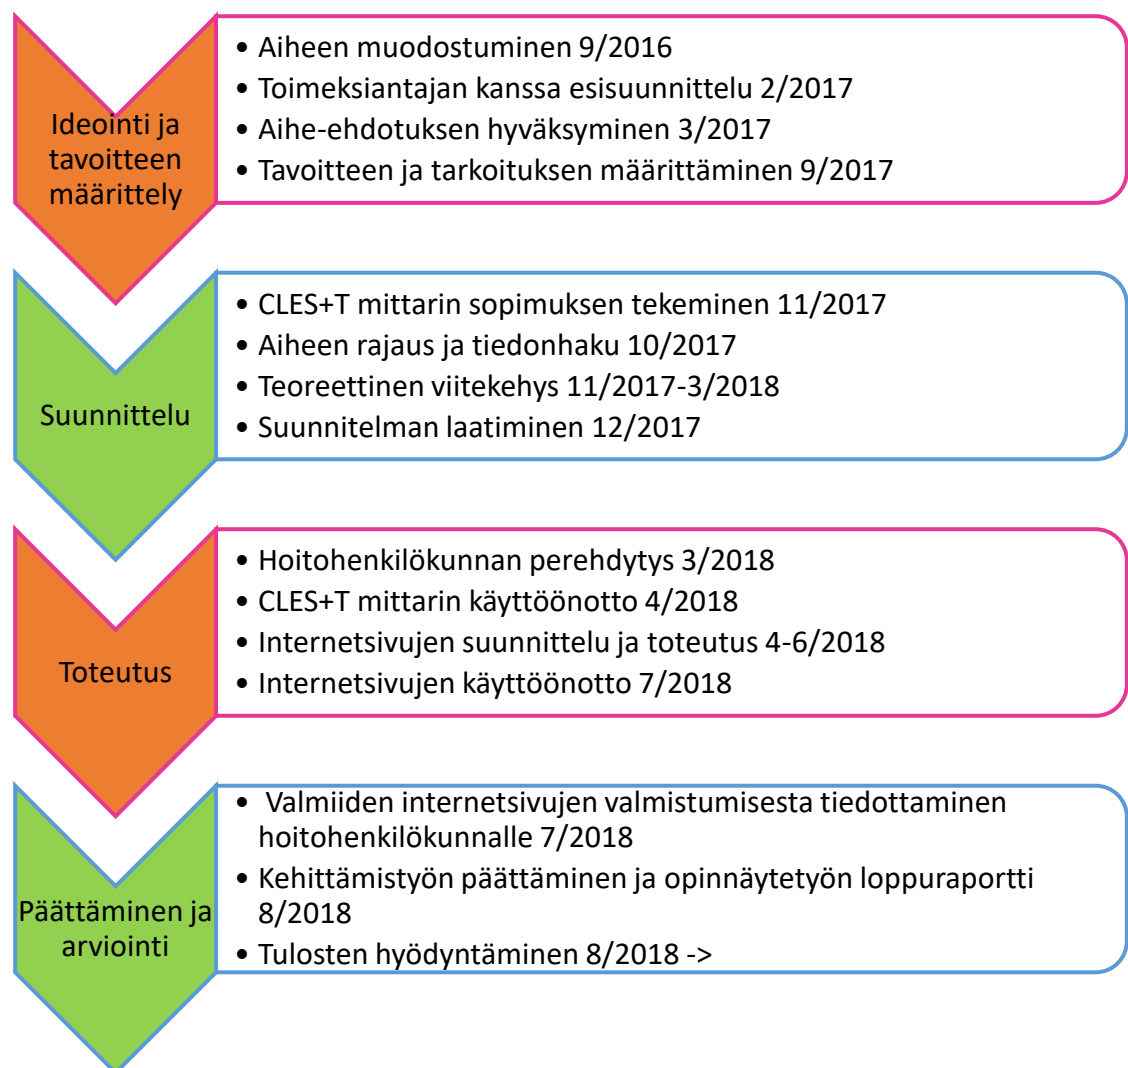 Ideointi ja
tavoitteen
määrittely
• Aiheen muodostuminen 9/2016
• Toimeksiantajan kanssa esisuunnittelu 2/2017
• Aihe-ehdotuksen hyväksyminen 3/2017
• Tavoitteen ja tarkoituksen määrittäminen 9/2017
Suunnittelu
• CLES+T mittarin sopimuksen tekeminen 11/2017
• Aiheen rajaus ja tiedonhaku 10/2017
• Teoreettinen viitekehys 11/2017-3/2018
• Suunnitelman laatiminen 12/2017
Toteutus
• Hoitohenkilökunnan perehdytys 3/2018
• CLES+T mittarin käyttöönotto 4/2018
• Internetsivujen suunnittelu ja toteutus 4-6/2018
• Internetsivujen käyttöönotto 7/2018
Päättäminen ja
arviointi
• Valmiiden internetsivujen valmistumisesta tiedottaminen
hoitohenkilökunnalle 7/2018
• Kehittämistyön päättäminen ja opinnäytetyön loppuraportti
8/2018
• Tulosten hyödyntäminen 8/2018 ->